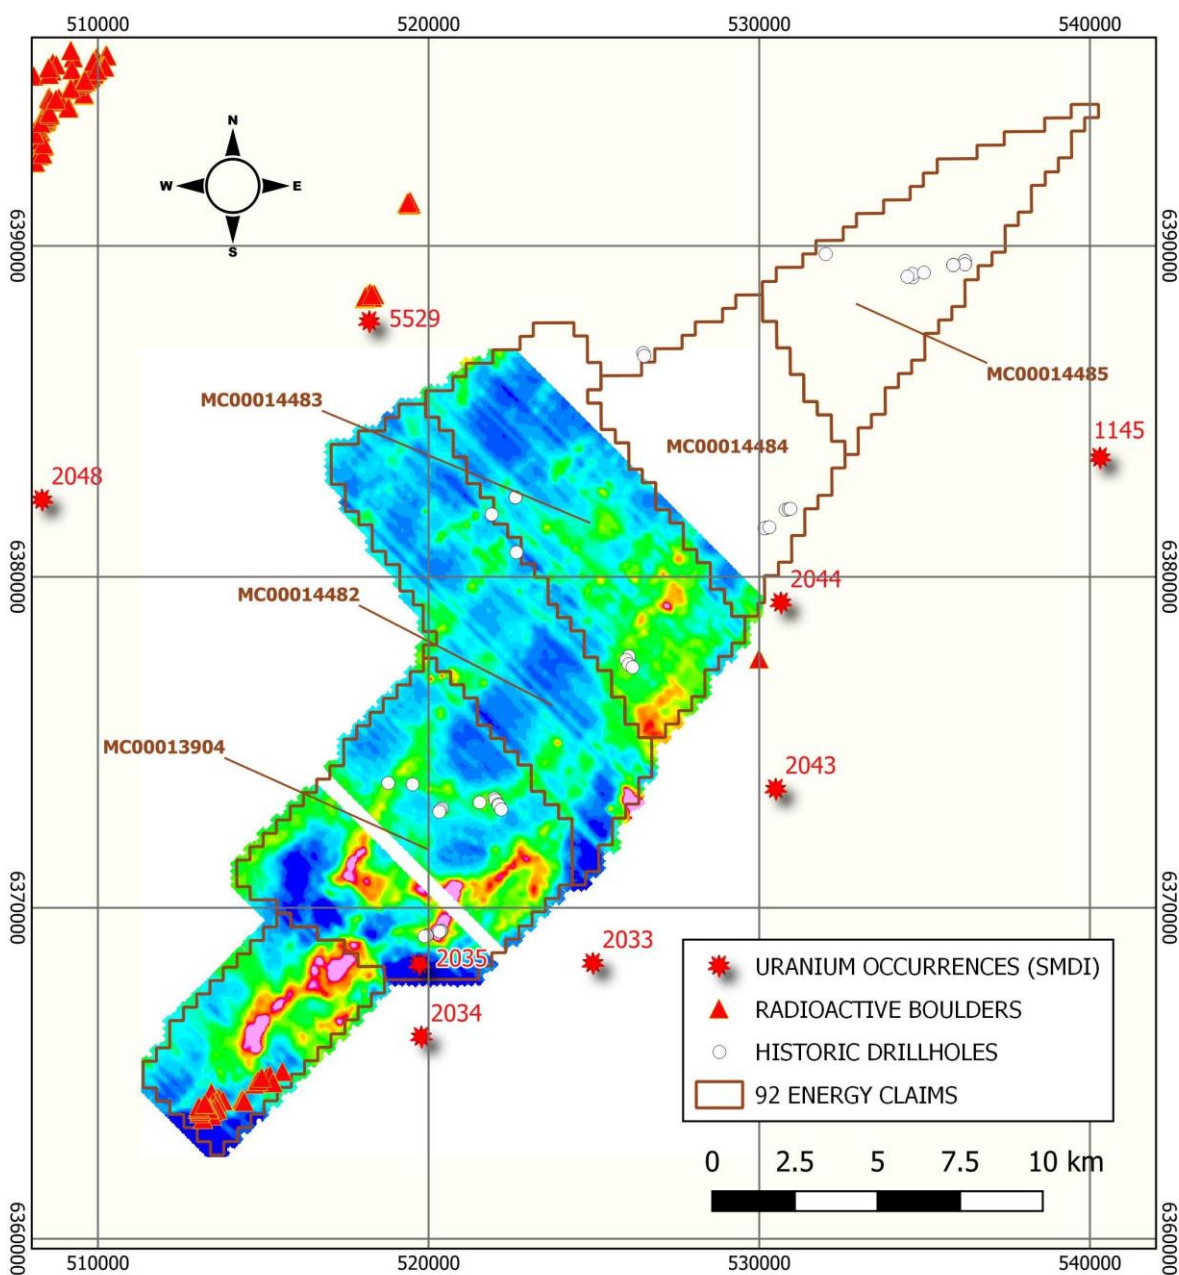 510000
520000
530000
540000
N
W
E
S
6390000
6390000
5529
MC00014485
MC00014483
1145
MC00014484
2048
6380000
6380000
2044
MC00014482
MC00013904
2043
6370000
6370000
2033
2035
2034
URANIUM OCCURRENCES (SMDI)
RADIOACTIVE BOULDERS
HISTORIC DRILLHOLES
92 ENERGY CLAIMS
0 2.5 5 7.5 10 km
6360000
6360000
510000
520000
530000
540000